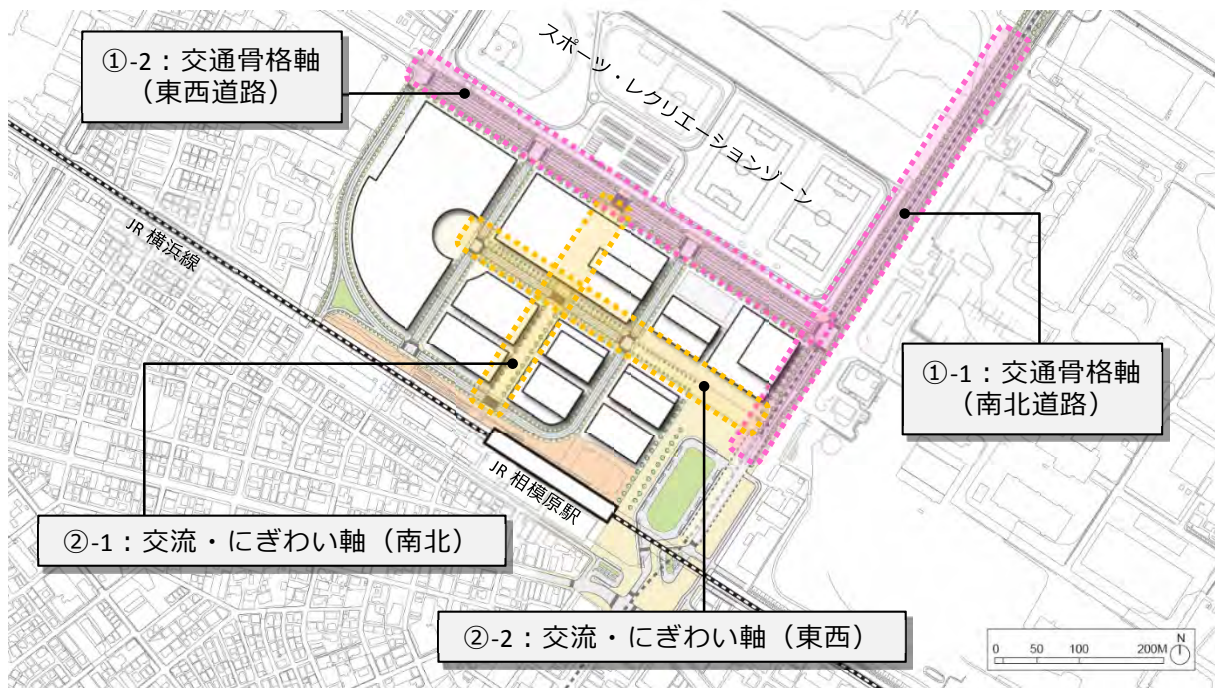 ①-2：交通骨格軸
（東西道路）
スポーツ・レクリエーションゾーン
JR 横浜線
①-1：交通骨格軸
（南北道路）
JR 相模原駅
②-1：交流・にぎわい軸（南北）
②-2：交流・にぎわい軸（東西）
0 50 100 200M
N